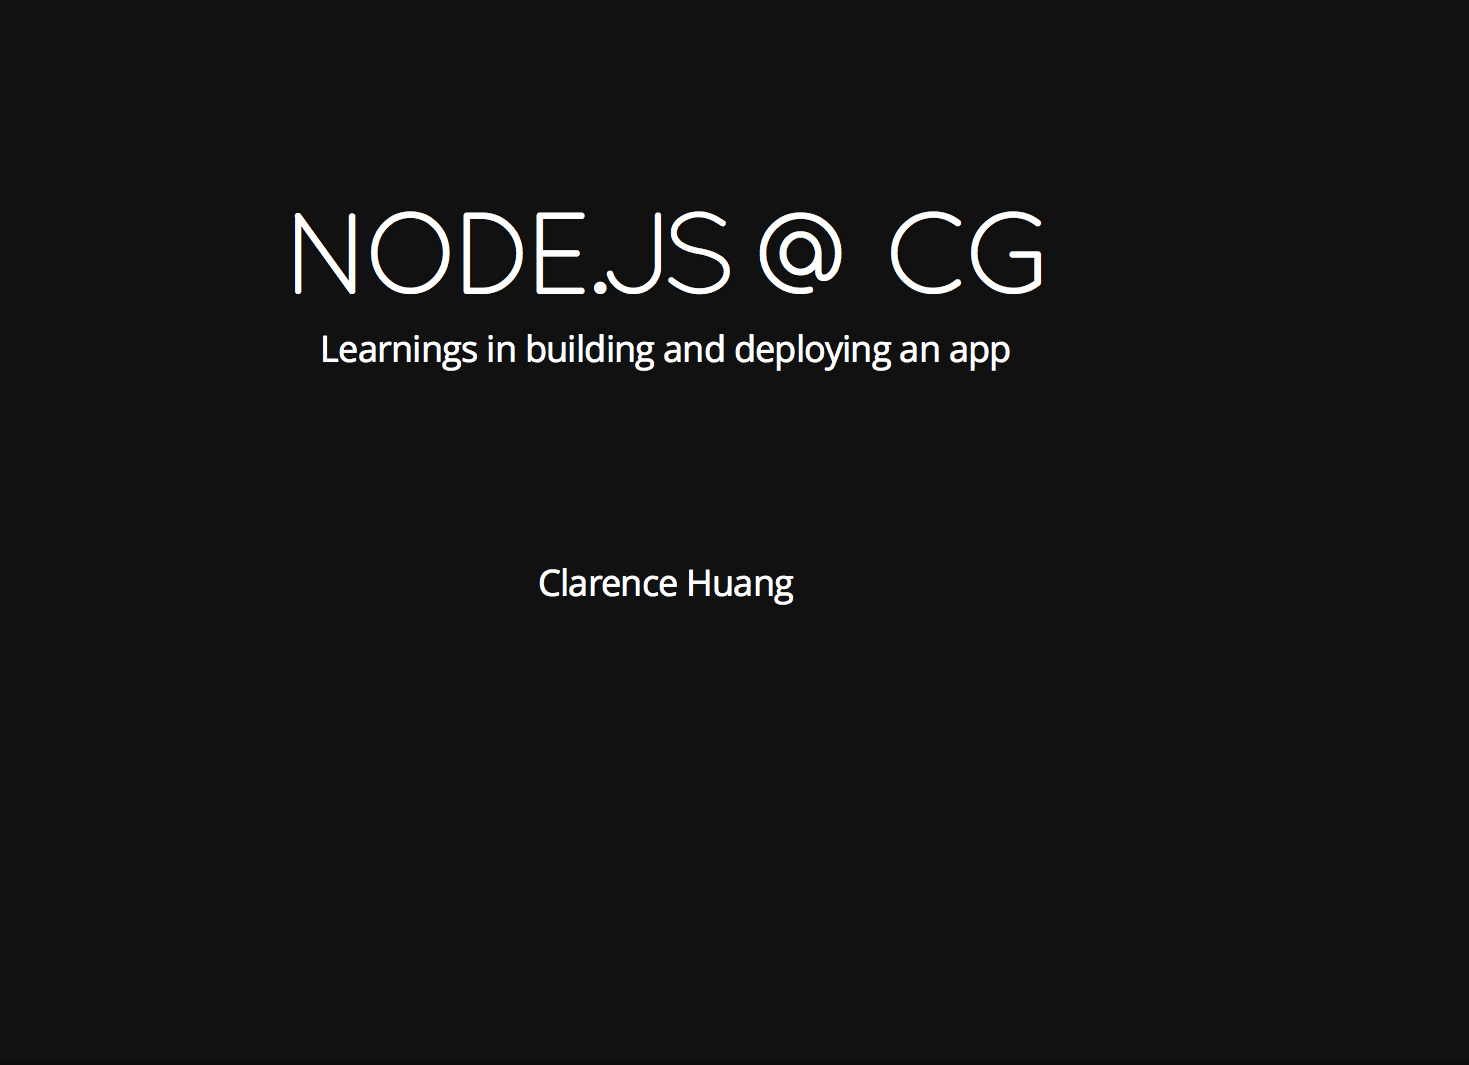 NODE.JS @ CG
Learnings in building and deploying an app
Clarence Huang